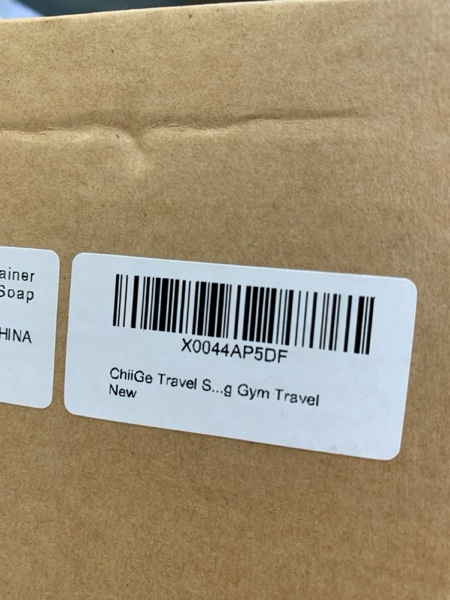 ainer
Soap
HINA
X0044AP5DF
ChiiGe Travel S...g Gym Travel
New